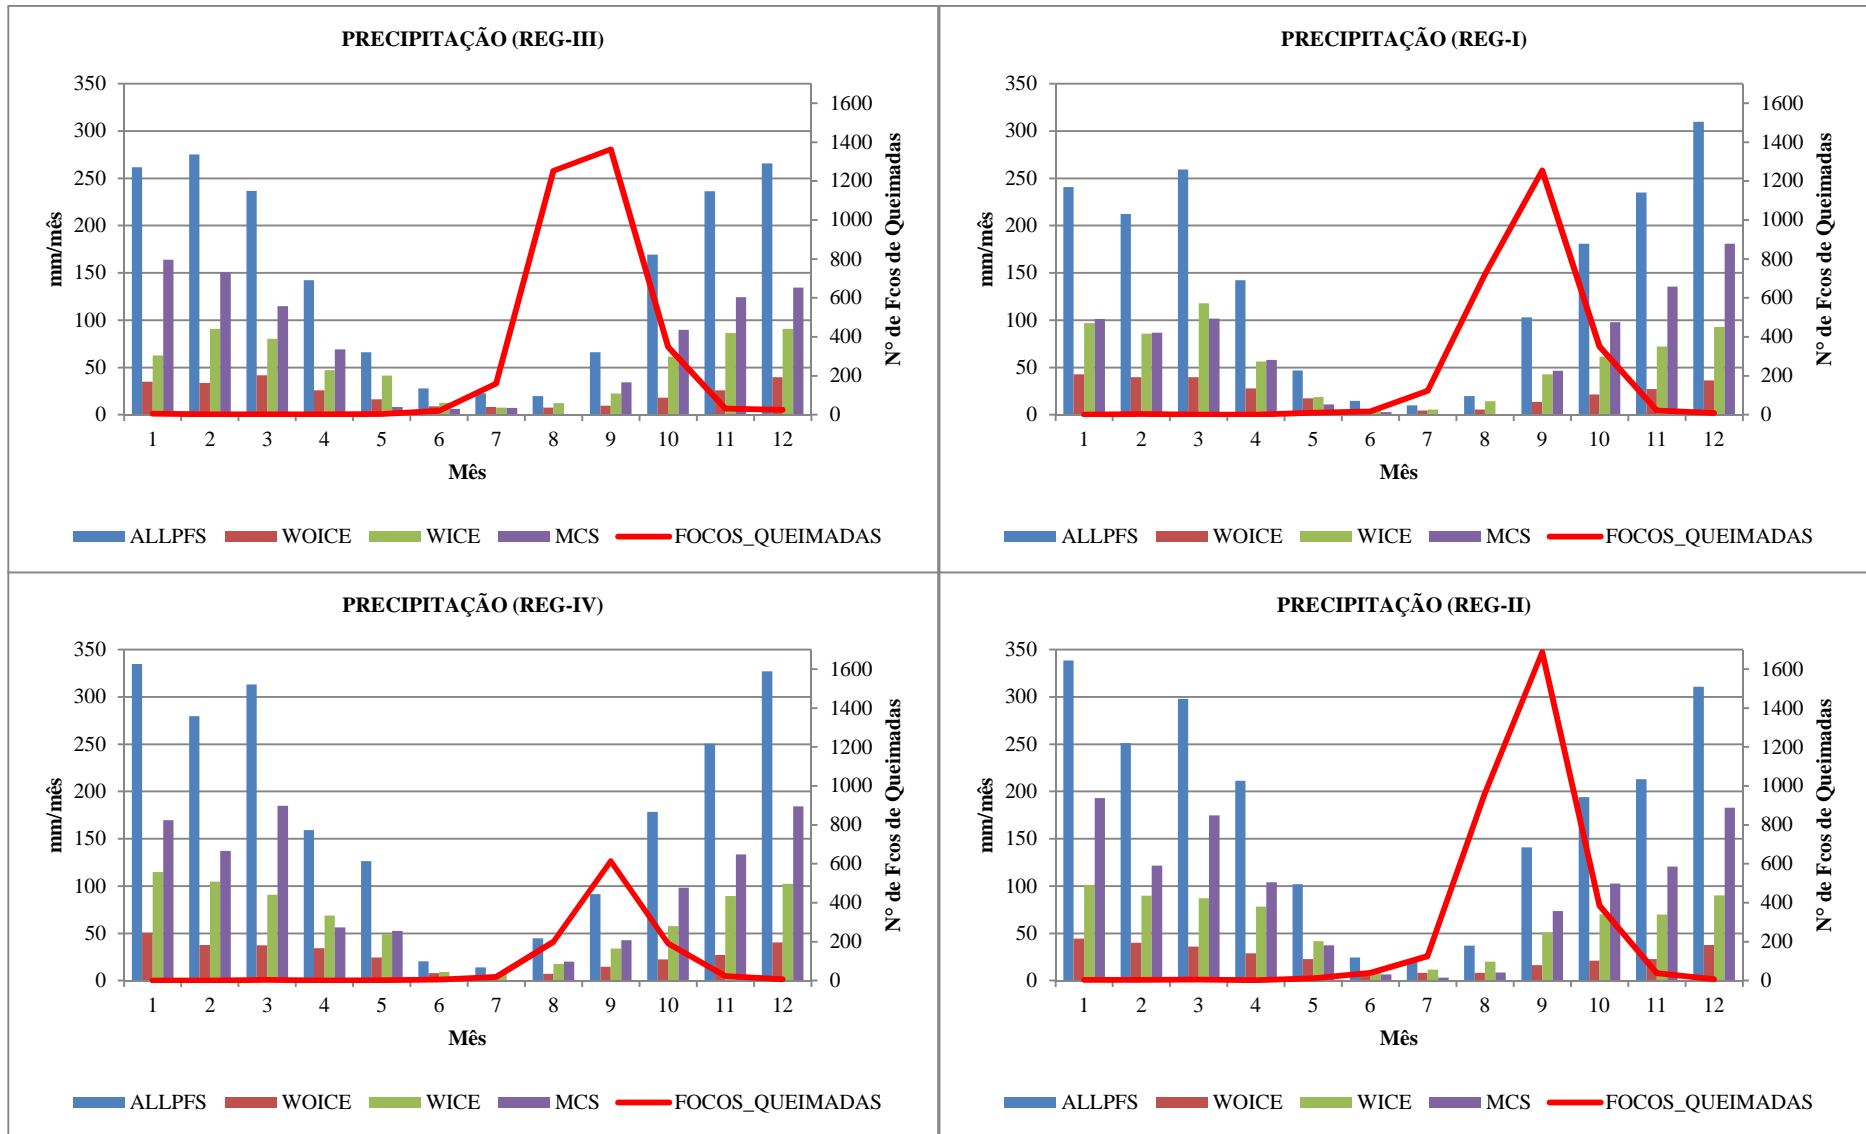 PRECIPITAÇÃO (REG-III)
350
300
250
200
150
100
50
0
mm/mês
1600
1400
1200
1000
800
600
400
200
0
N° de Fcos de Queimadas
1 2 3 4 5 6 7 8 9 10 11 12
Mês
ALLPFS WOICE WICE MCS FOCOS_QUEIMADAS
PRECIPITAÇÃO (REG-I)
350
300
250
200
150
100
50
0
mm/mês
1600
1400
1200
1000
800
600
400
200
0
N° de Fcos de Queimadas
1 2 3 4 5 6 7 8 9 10 11 12
Mês
ALLPFS WOICE WICE MCS FOCOS_QUEIMADAS
PRECIPITAÇÃO (REG-IV)
350
300
250
200
150
100
50
0
mm/mês
1600
1400
1200
1000
800
600
400
200
0
N° de Fcos de Queimadas
1 2 3 4 5 6 7 8 9 10 11 12
Mês
ALLPFS WOICE WICE MCS FOCOS_QUEIMADAS
PRECIPITAÇÃO (REG-II)
350
300
250
200
150
100
50
0
mm/mês
1600
1400
1200
1000
800
600
400
200
0
N° de Fcos de Queimadas
1 2 3 4 5 6 7 8 9 10 11 12
Mês
ALLPFS WOICE WICE MCS FOCOS_QUEIMADAS